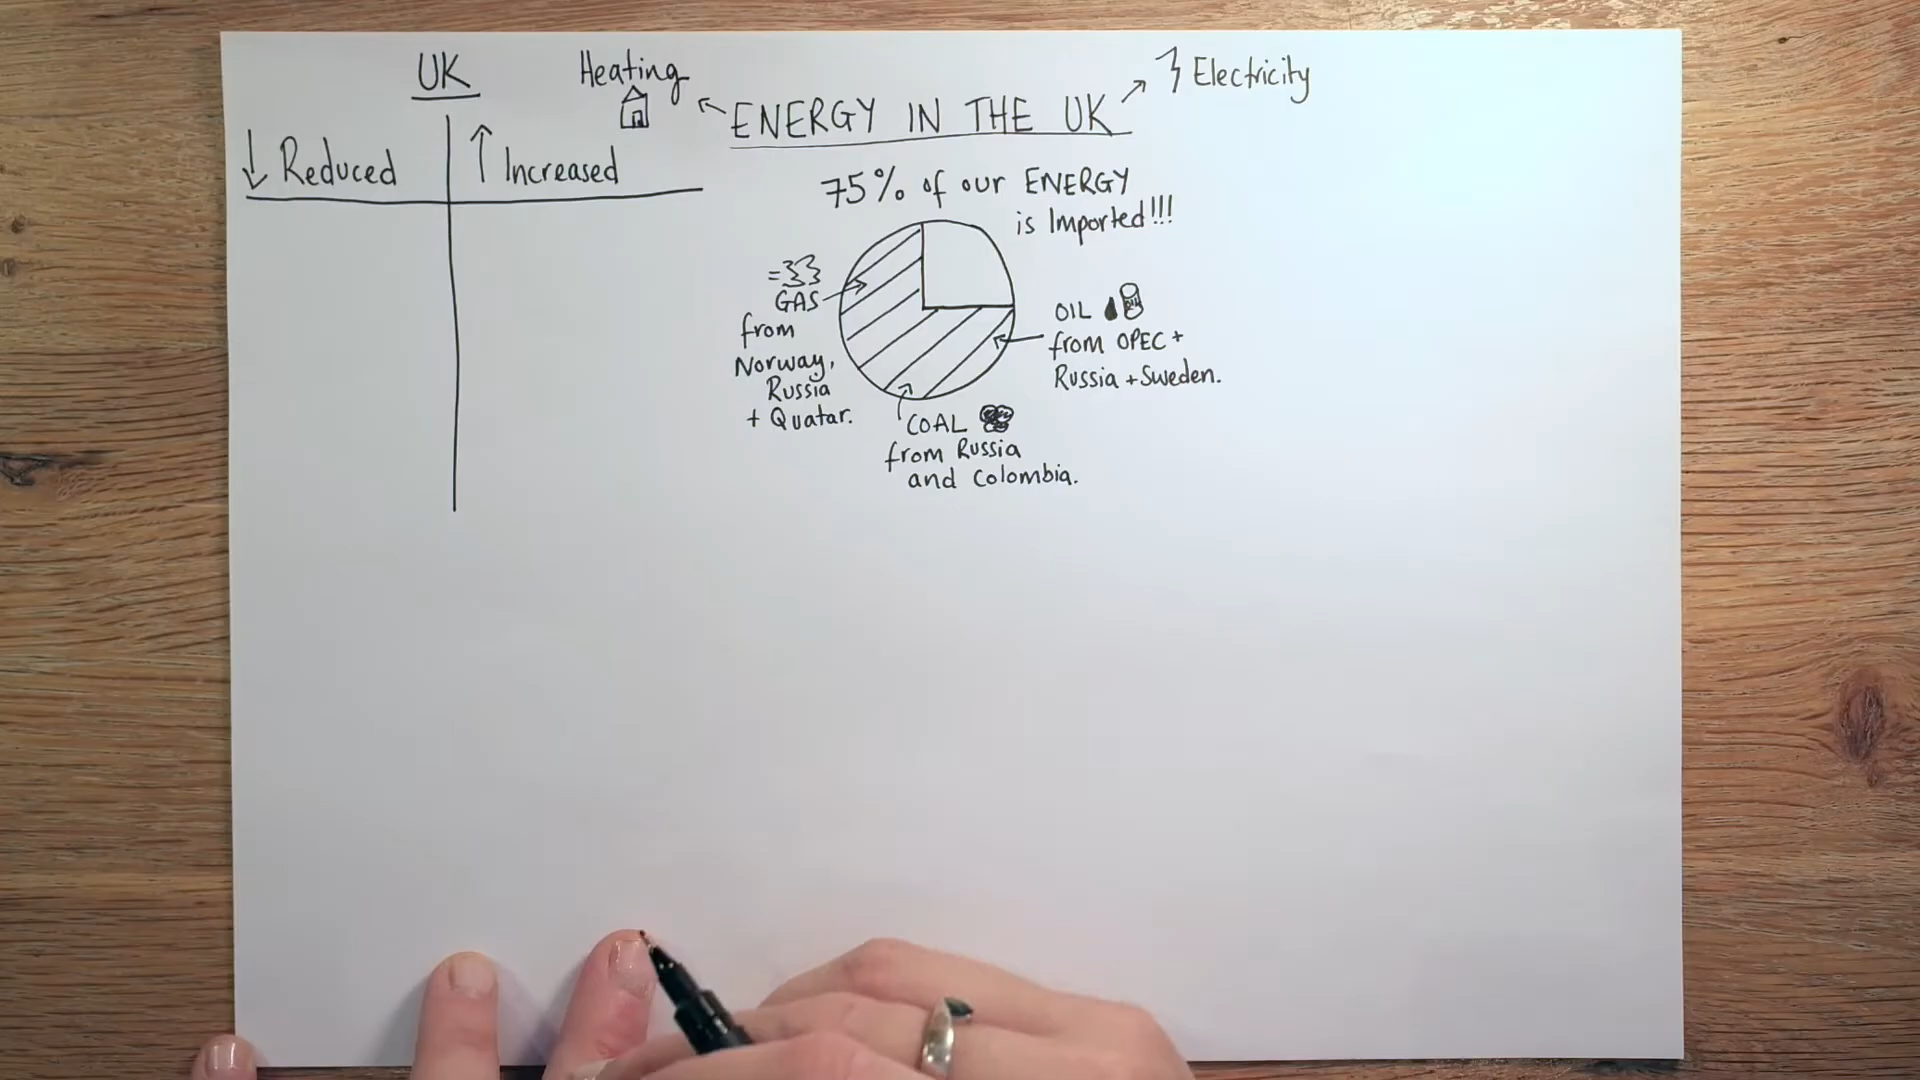 UK
↓ Reduced
↑ Increased
Heating
ENERGY IN THE UK
Electricity
75% of our ENERGY
is Imported!!!
GAS
from
Norway,
Russia
+ Quatar.
OIL
from OPEC +
Russia + Sweden.
COAL
from Russia
and Colombia.